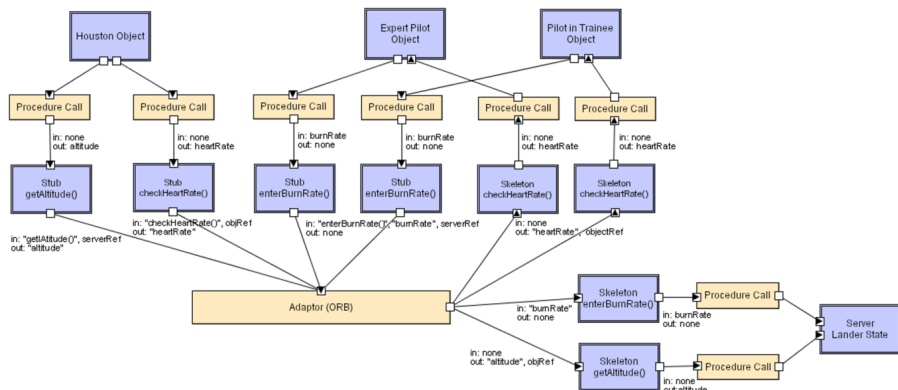 Houston Object
Expert Pilot
Object
Pilot in Trainee
Object
Procedure Call
Procedure Call
Procedure Call
Procedure Call
Procedure Call
Procedure Call
in: none
out: altitude
in: none
out: heartRate
in: burnRate
out: none
in: burnRate
out: none
in: none
out: heartRate
in: none
out: heartRate
Stub
getAltitude()
Stub
checkHeartRate()
Stub
enterBurnRate()
Stub
enterBurnRate()
Skeleton
checkHeartRate()
Skeleton
checkHeartRate()
in: "getlAtitude()", serverRef
out: "altitude"
in: "checkHeartRate()", objRef
out: "heartRate"
in: "enterBurnRate()", "burnRate", serverRef
out: none
in: none
out: "heartRate", objectRef
Adaptor (ORB)
in: "burnRate"
out: none
Skeleton
enterBurnRate()
Procedure Call
in: burnRate
out: none
Server
Lander State
in: none
out: "altitude", objRef
Skeleton
getAltitude()
Procedure Call
in: none
out:altitude